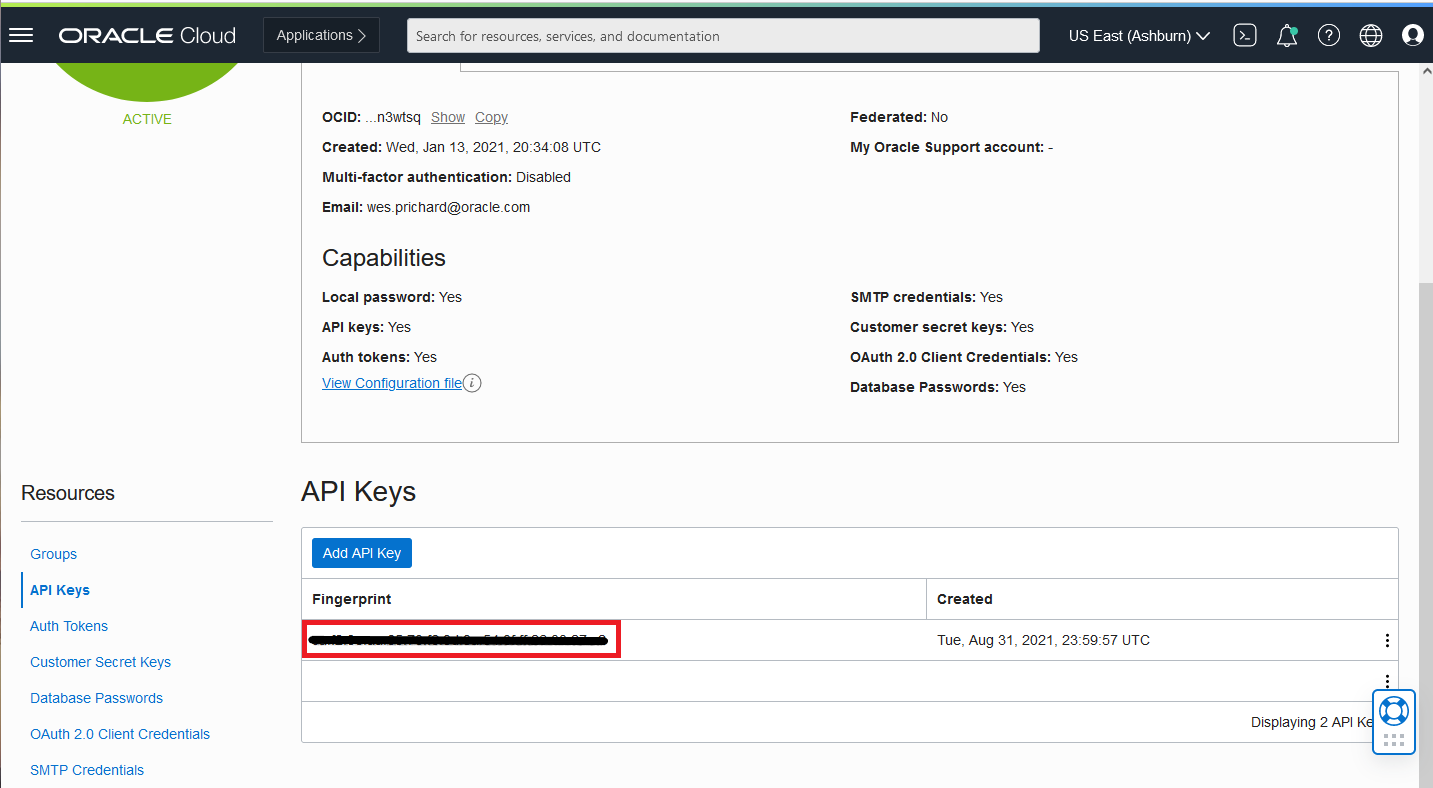 ORACLE Cloud
Applications
Search for resources, services, and documentation
US East (Ashburn)
ACTIVE
OCID: ...n3wtsq Show Copy
Created: Wed, Jan 13, 2021, 20:34:08 UTC
Multi-factor authentication: Disabled
Email: wes.prichard@oracle.com
Federated: No
My Oracle Support account: -
Capabilities
Local password: Yes
API keys: Yes
Auth tokens: Yes
View Configuration file
SMTP credentials: Yes
Customer secret keys: Yes
OAuth 2.0 Client Credentials: Yes
Database Passwords: Yes
Resources
Groups
API Keys
Auth Tokens
Customer Secret Keys
Database Passwords
OAuth 2.0 Client Credentials
SMTP Credentials
API Keys
Add API Key
Fingerprint
Created
Tue, Aug 31, 2021, 23:59:57 UTC
Displaying 2 API Ke